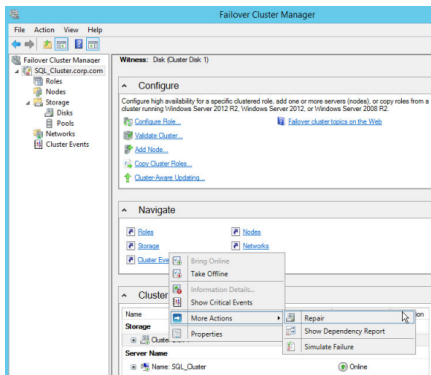 Failover Cluster Manager
File Action View Help
Failover Cluster Manager
SQL_Cluster.corp.com
Roles
Nodes
Storage
Disks
Pools
Networks
Cluster Events
Witness: Disk (Cluster Disk 1)
Configure
Configure high availability for a specific clustered role, add one or more servers (nodes), or copy roles from a
cluster running Windows Server 2012 R2, Windows Server 2012, or Windows Server 2008 R2.
Configure Role...
Failover cluster topics on the Web
Validate Cluster...
Add Node...
Copy Cluster Roles...
Cluster-Aware Updating...
Navigate
Roles
Nodes
Storage
Networks
Cluster Eve
Bring Online
Take Offline
Information Details...
Show Critical Events
More Actions
Properties
Repair
Show Dependency Report
Simulate Failure
Cluster
Name
ion
Storage
Cluste
Server Name
Name: SQL_Cluster
Online